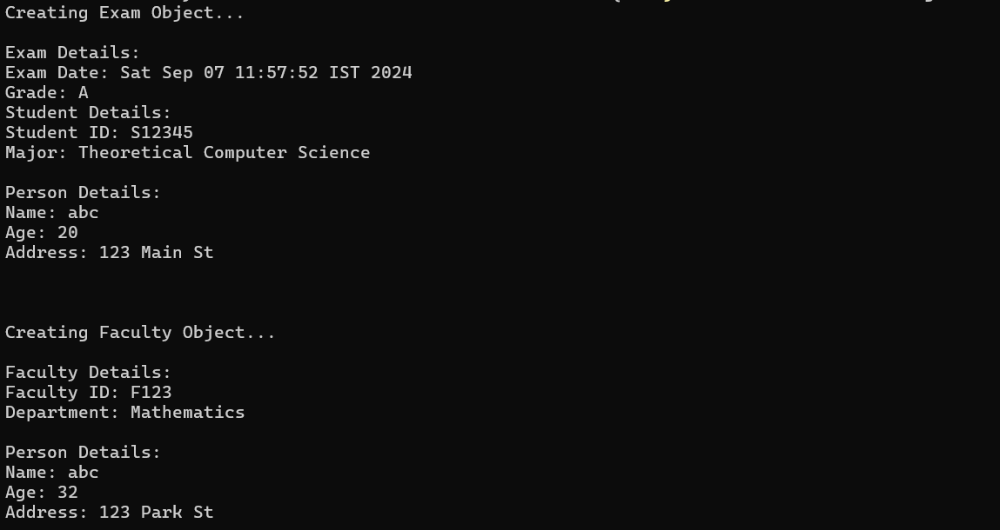 Creating Exam Object...
Exam Details:
Exam Date: Sat Sep 07 11:57:52 IST 2024
Grade: A
Student Details:
Student ID: S12345
Major: Theoretical Computer Science
Person Details:
Name: abc
Age: 20
Address: 123 Main St
Creating Faculty Object...
Faculty Details:
Faculty ID: F123
Department: Mathematics
Person Details:
Name: abc
Age: 32
Address: 123 Park St